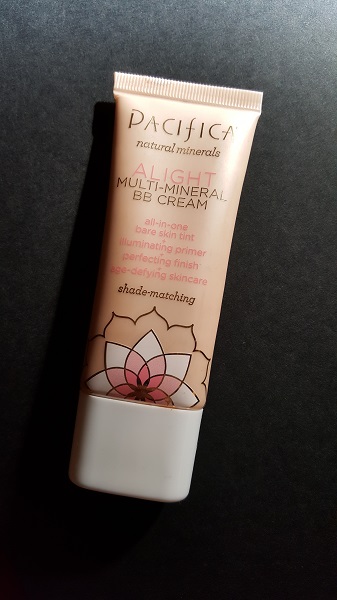 PACIFICA
natural minerals
ALIGHT
MULTI-MINERAL
BB CREAM
all-in-one
bare skin tint
+
illuminating primer
+
perfecting finish
+
age-defying skincare
shade-matching